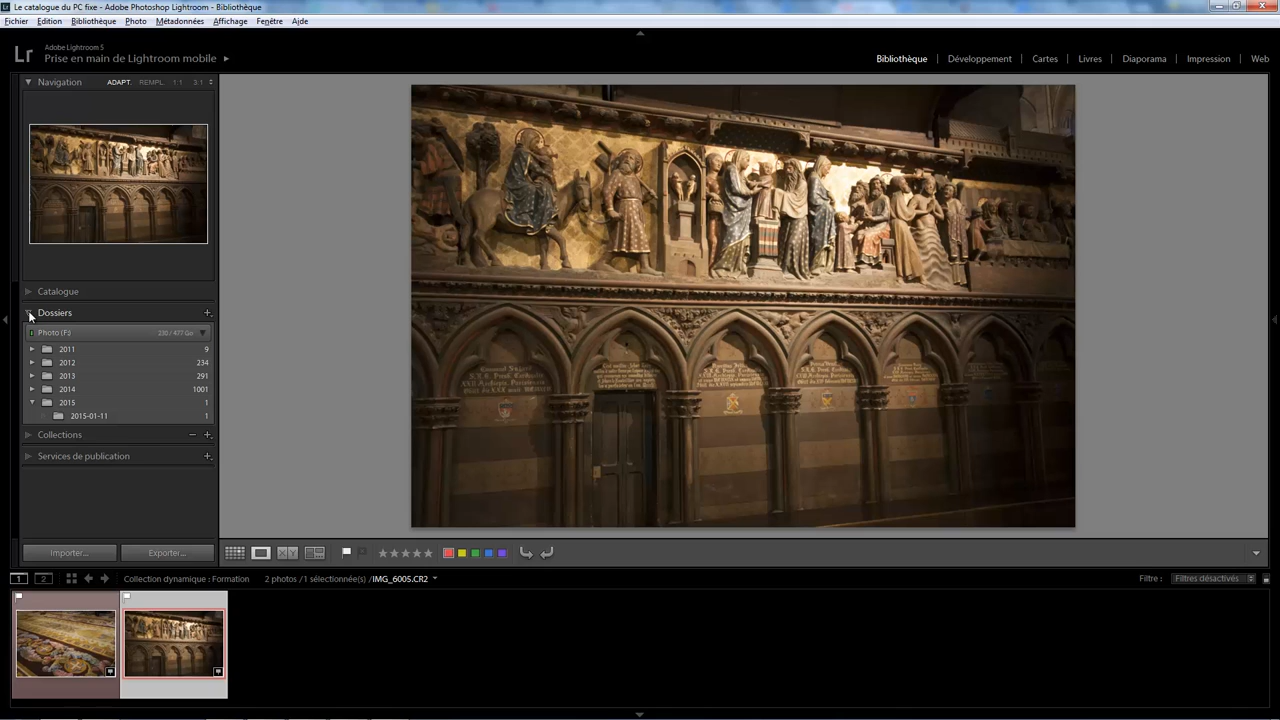 Le catalogue du PC fixe - Adobe Photoshop Lightroom - Bibliothèque
Fichier Edition Bibliothèque Photo Métadonnées Affichage Fenêtre Aide
Lr
Adobe Lightroom 5
Prise en main de Lightroom mobile
Bibliothèque | Développement | Cartes | Livres | Diaporama | Impression | Web
Navigation ADAPT. REMPL. 1:1 3:1
Catalogue
Dossiers
Photo (F:) 230 / 477 Go
2011 9
2012 234
2013 291
2014 1001
2015 1
2015-01-11 1
Collections
Services de publication
Importer... Exporter...
XY
1 2 Collection dynamique : Formation 2 photos / 1 sélectionnée(s) / IMG_6005.CR2 Filtre : Filtres désactivés